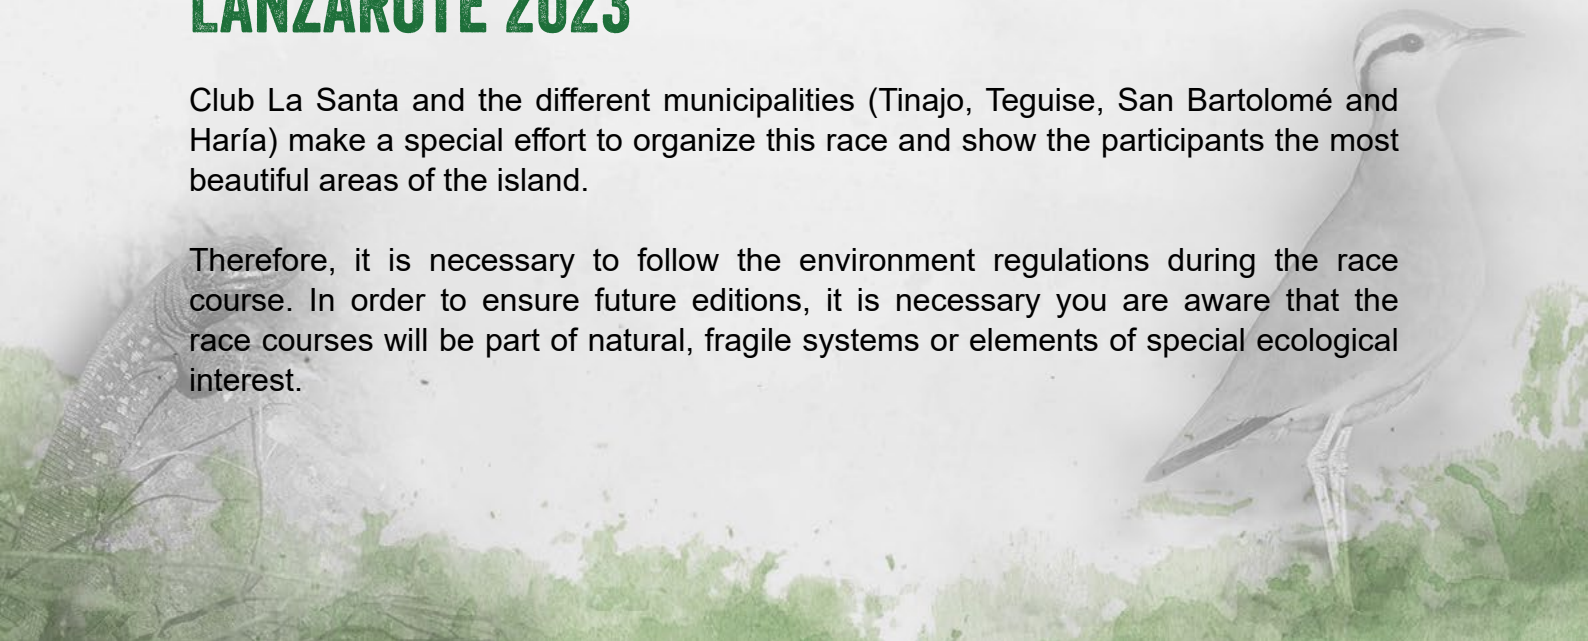 LANZAROTE 2023
Club La Santa and the different municipalities (Tinajo, Teguise, San Bartolomé and
Haría) make a special effort to organize this race and show the participants the most
beautiful areas of the island.
Therefore, it is necessary to follow the environment regulations during the race
course. In order to ensure future editions, it is necessary you are aware that the
race courses will be part of natural, fragile systems or elements of special ecological
interest.